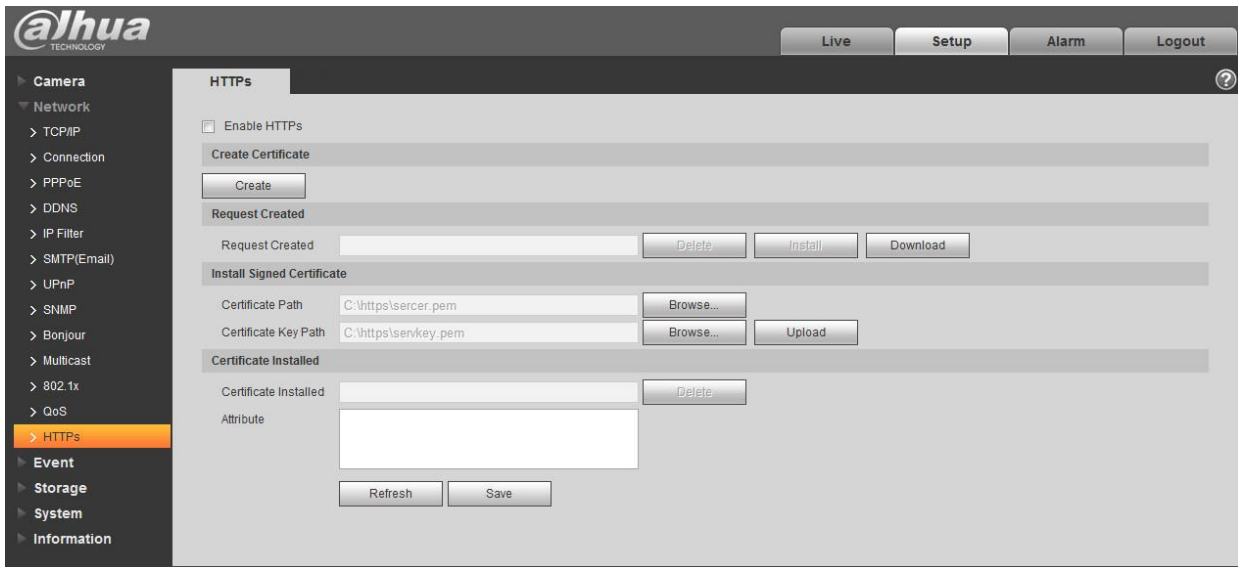 alhua
TECHNOLOGY
Live Setup Alarm Logout
Camera
Network
TCP/IP
Connection
PPPoE
DDNS
IP Filter
SMTP(Email)
UPnP
SNMP
Bonjour
Multicast
802.1x
QoS
HTTPs
Event
Storage
System
Information
HTTPs
?
Enable HTTPs
Create Certificate
Create
Request Created
Request Created Delete Install Download
Install Signed Certificate
Certificate Path C:\https\sercer.pem Browse...
Certificate Key Path C:\https\servkey.pem Browse... Upload
Certificate Installed
Certificate Installed Delete
Attribute
Refresh Save